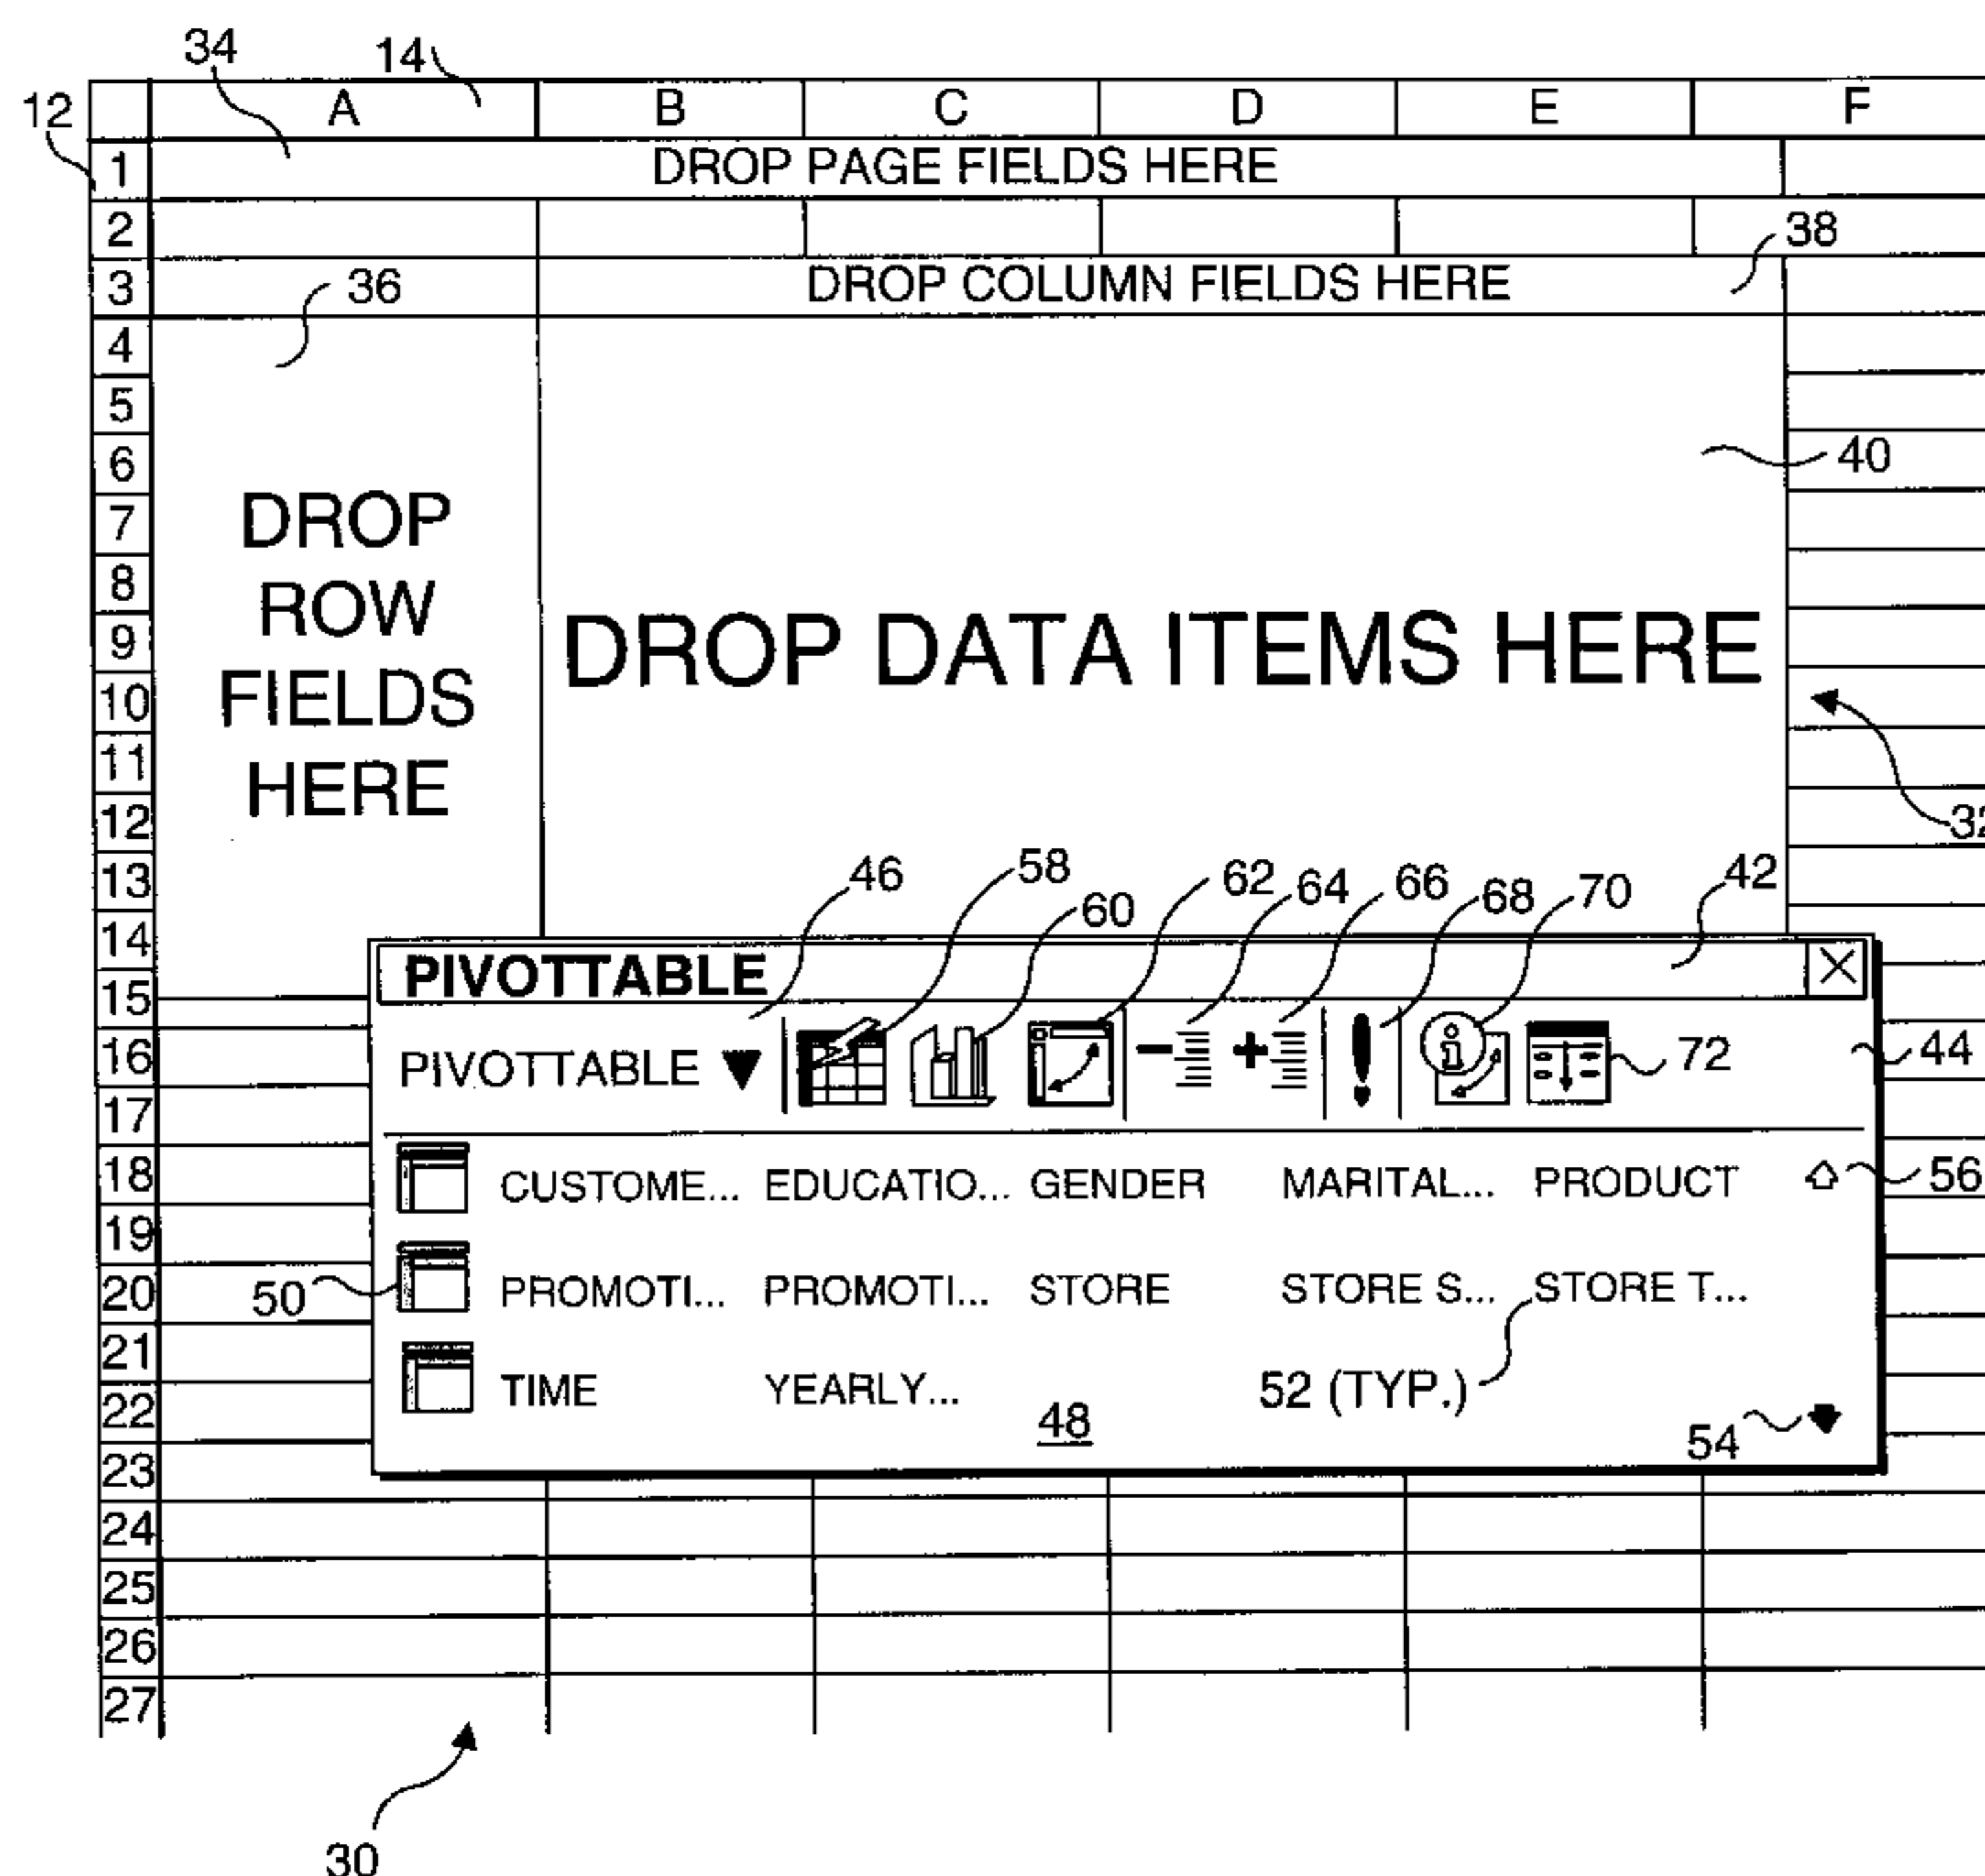 34 14
12 A B C D E F
1 DROP PAGE FIELDS HERE
2 38
3 36 DROP COLUMN FIELDS HERE
4
5
6 40
7 DROP
8 ROW
9 DROP DATA ITEMS HERE
10 FIELDS
11 HERE
12 32
13 46 58 60 62 64 66 68 70 42
14
15 PIVOTTABLE
16 PIVOTTABLE 72 44
17
18 CUSTOME... EDUCATIO... GENDER MARITAL... PRODUCT 56
19
20 50 PROMOTI... PROMOTI... STORE STORE S... STORE T...
21
22 TIME YEARLY... 48 52 (TYP.)
23 54
24
25
26
27
30